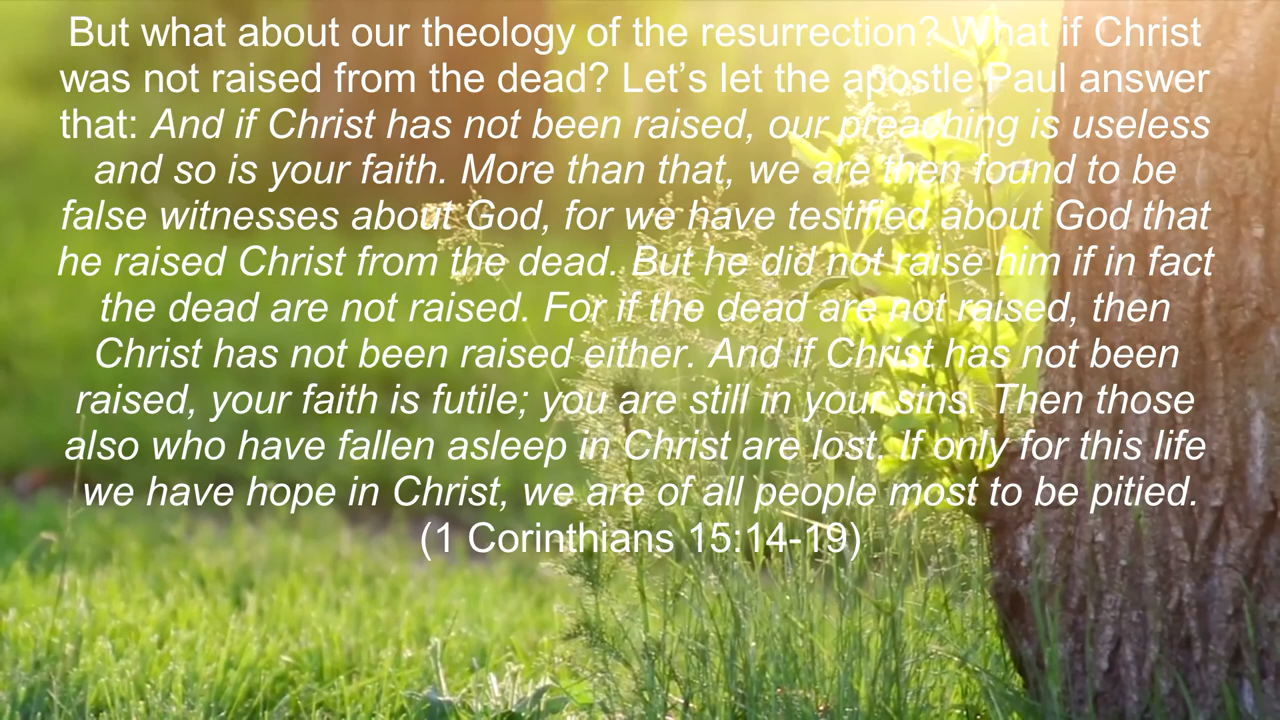 But what about our theology of the resurrection? What if Christ
was not raised from the dead? Let’s let the apostle Paul answer
that: And if Christ has not been raised, our preaching is useless
and so is your faith. More than that, we are then found to be
false witnesses about God, for we have testified about God that
he raised Christ from the dead. But he did not raise him if in fact
the dead are not raised. For if the dead are not raised, then
Christ has not been raised either. And if Christ has not been
raised, your faith is futile; you are still in your sins. Then those
also who have fallen asleep in Christ are lost. If only for this life
we have hope in Christ, we are of all people most to be pitied.
(1 Corinthians 15:14-19)